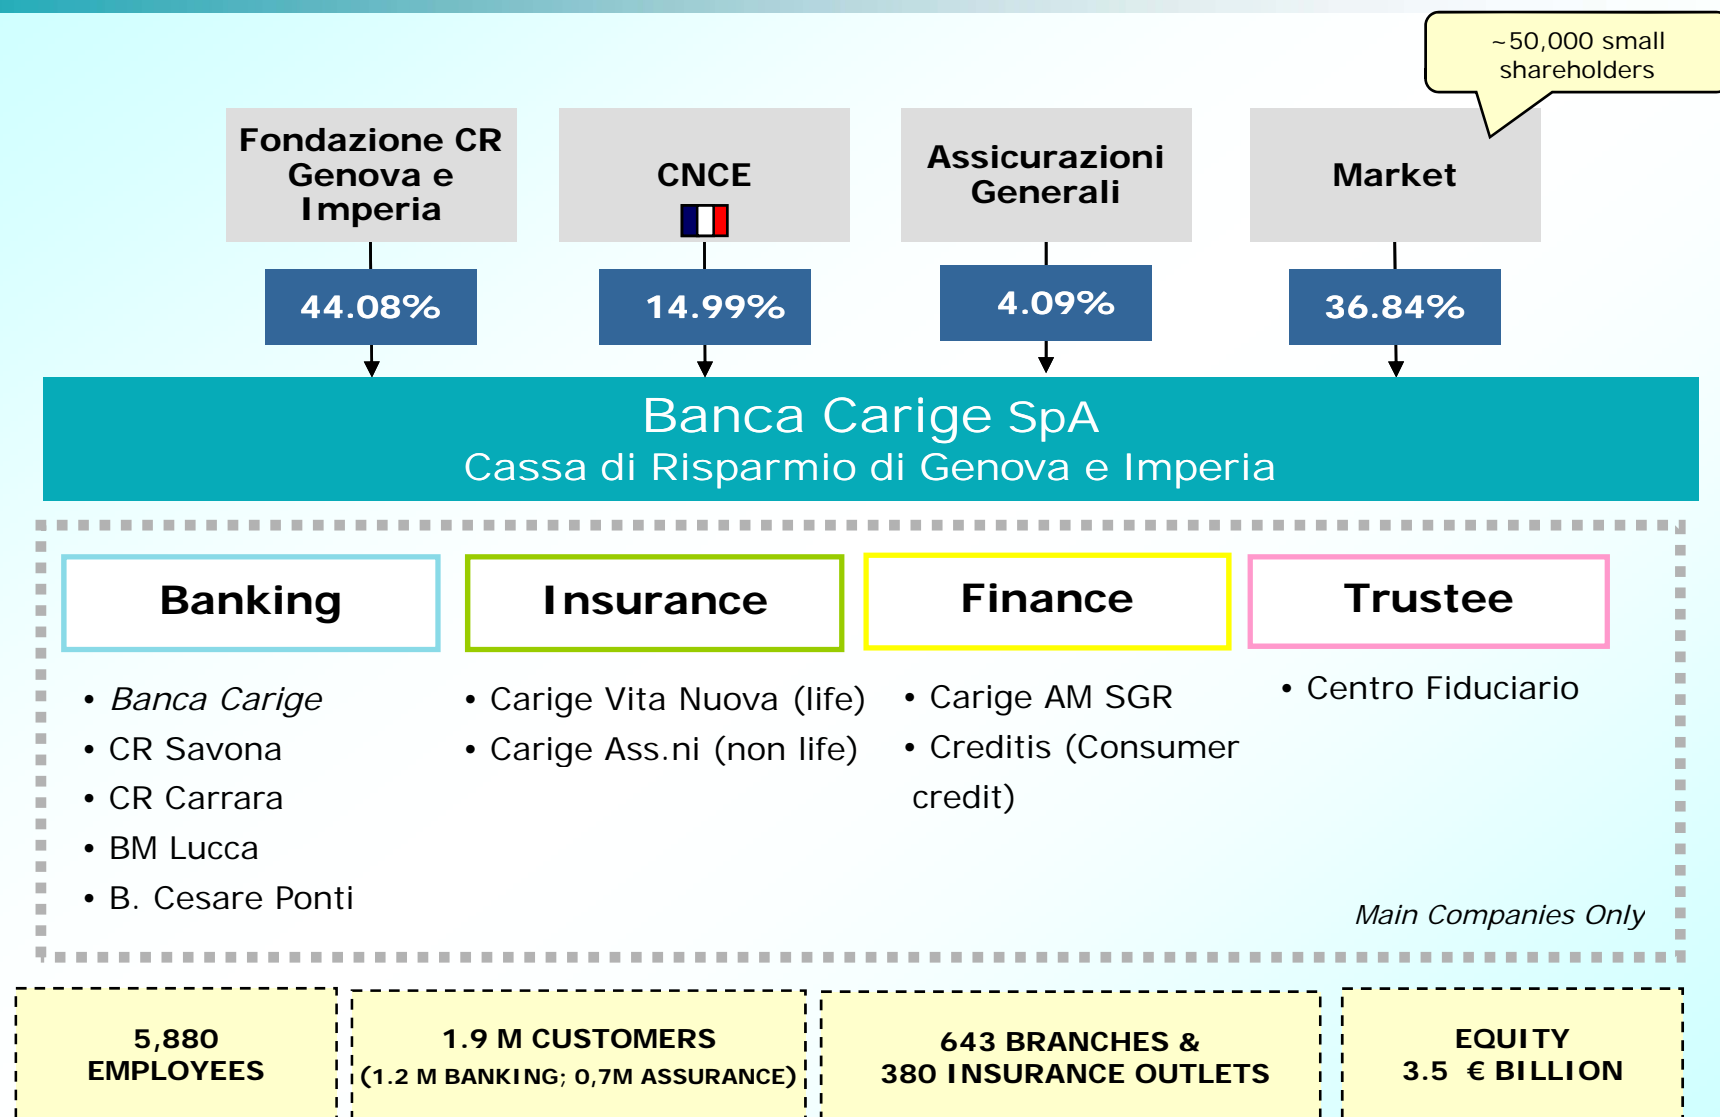 ~50,000 small
shareholders
Fondazione CR
Genova e
Imperia
CNCE
Assicurazioni
Generali
Market
44.08%
14.99%
4.09%
36.84%
Banca Carige SpA
Cassa di Risparmio di Genova e Imperia
Banking
Insurance
Finance
Trustee
• Banca Carige
• CR Savona
• CR Carrara
• BM Lucca
• B. Cesare Ponti
• Carige Vita Nuova (life)
• Carige Ass.ni (non life)
• Carige AM SGR
• Creditis (Consumer
credit)
• Centro Fiduciario
Main Companies Only
5,880
EMPLOYEES
1.9 M CUSTOMERS
(1.2 M BANKING; 0,7M ASSURANCE)
643 BRANCHES &
380 INSURANCE OUTLETS
EQUITY
3.5 € BILLION